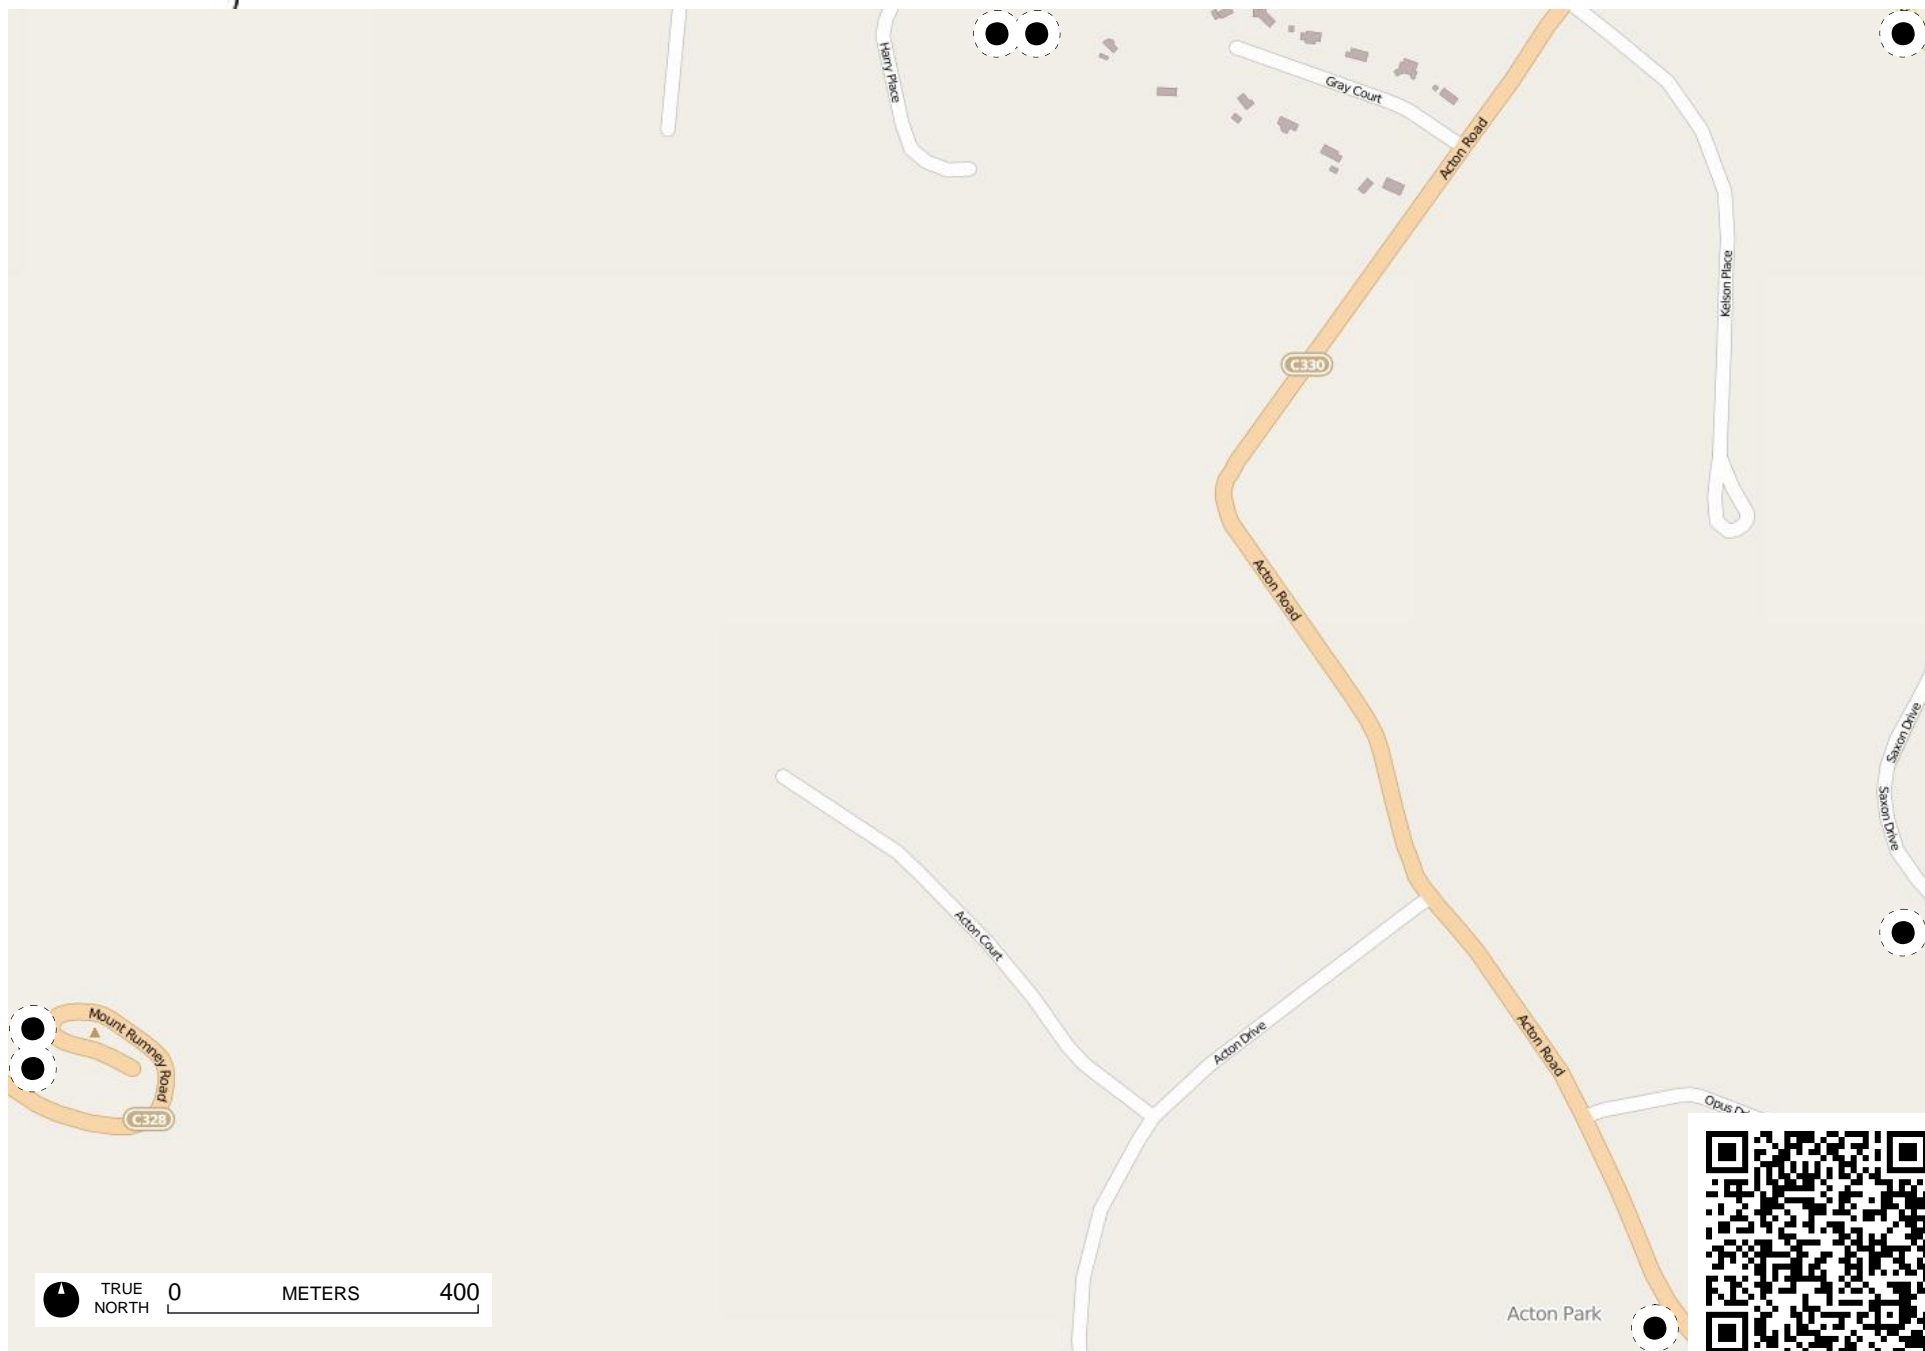 Harry Place
Gray Court
Acton Road
Kelson Place
C330
Acton Road
Saxon Drive
Saxon Drive
Acton Court
Mount Rumney Road
Acton Drive
Acton Road
Opus
C328
TRUE
NORTH
0 METERS 400
Acton Park